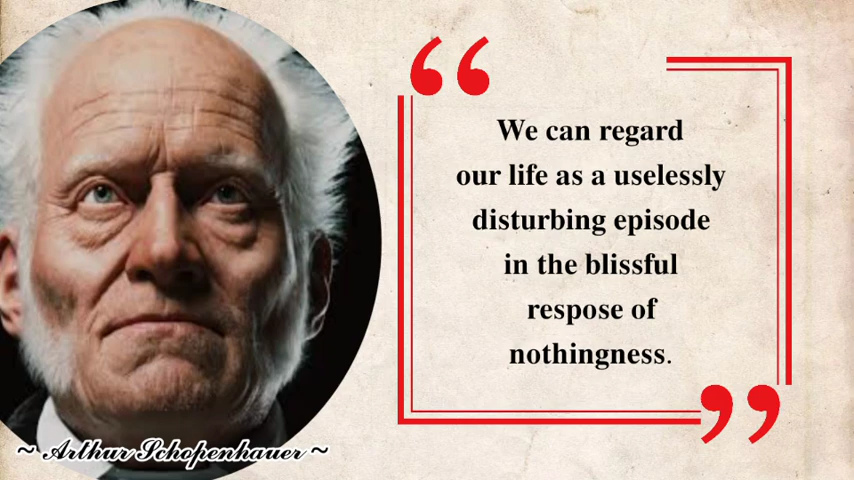 We can regard
our life as a uselessly
disturbing episode
in the blissful
respose of
nothingness.
~ Arthur Schopenhauer ~